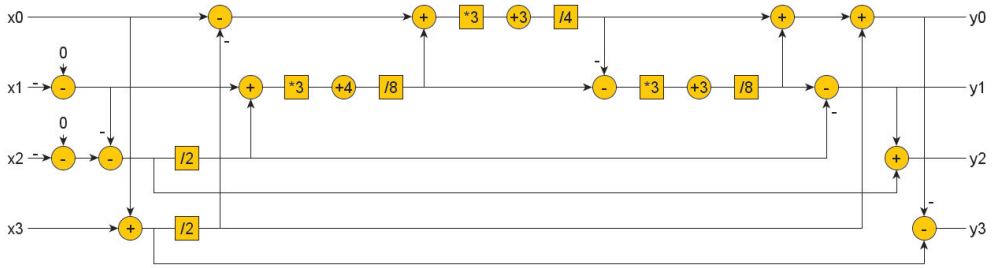 x0 - + *3 +3 /4 + + y0
- -
0
x1 - - + *3 +4 /8 - *3 +3 /8 - y1
- -
0
x2 - - - /2 + y2
-
x3 + /2 - y3